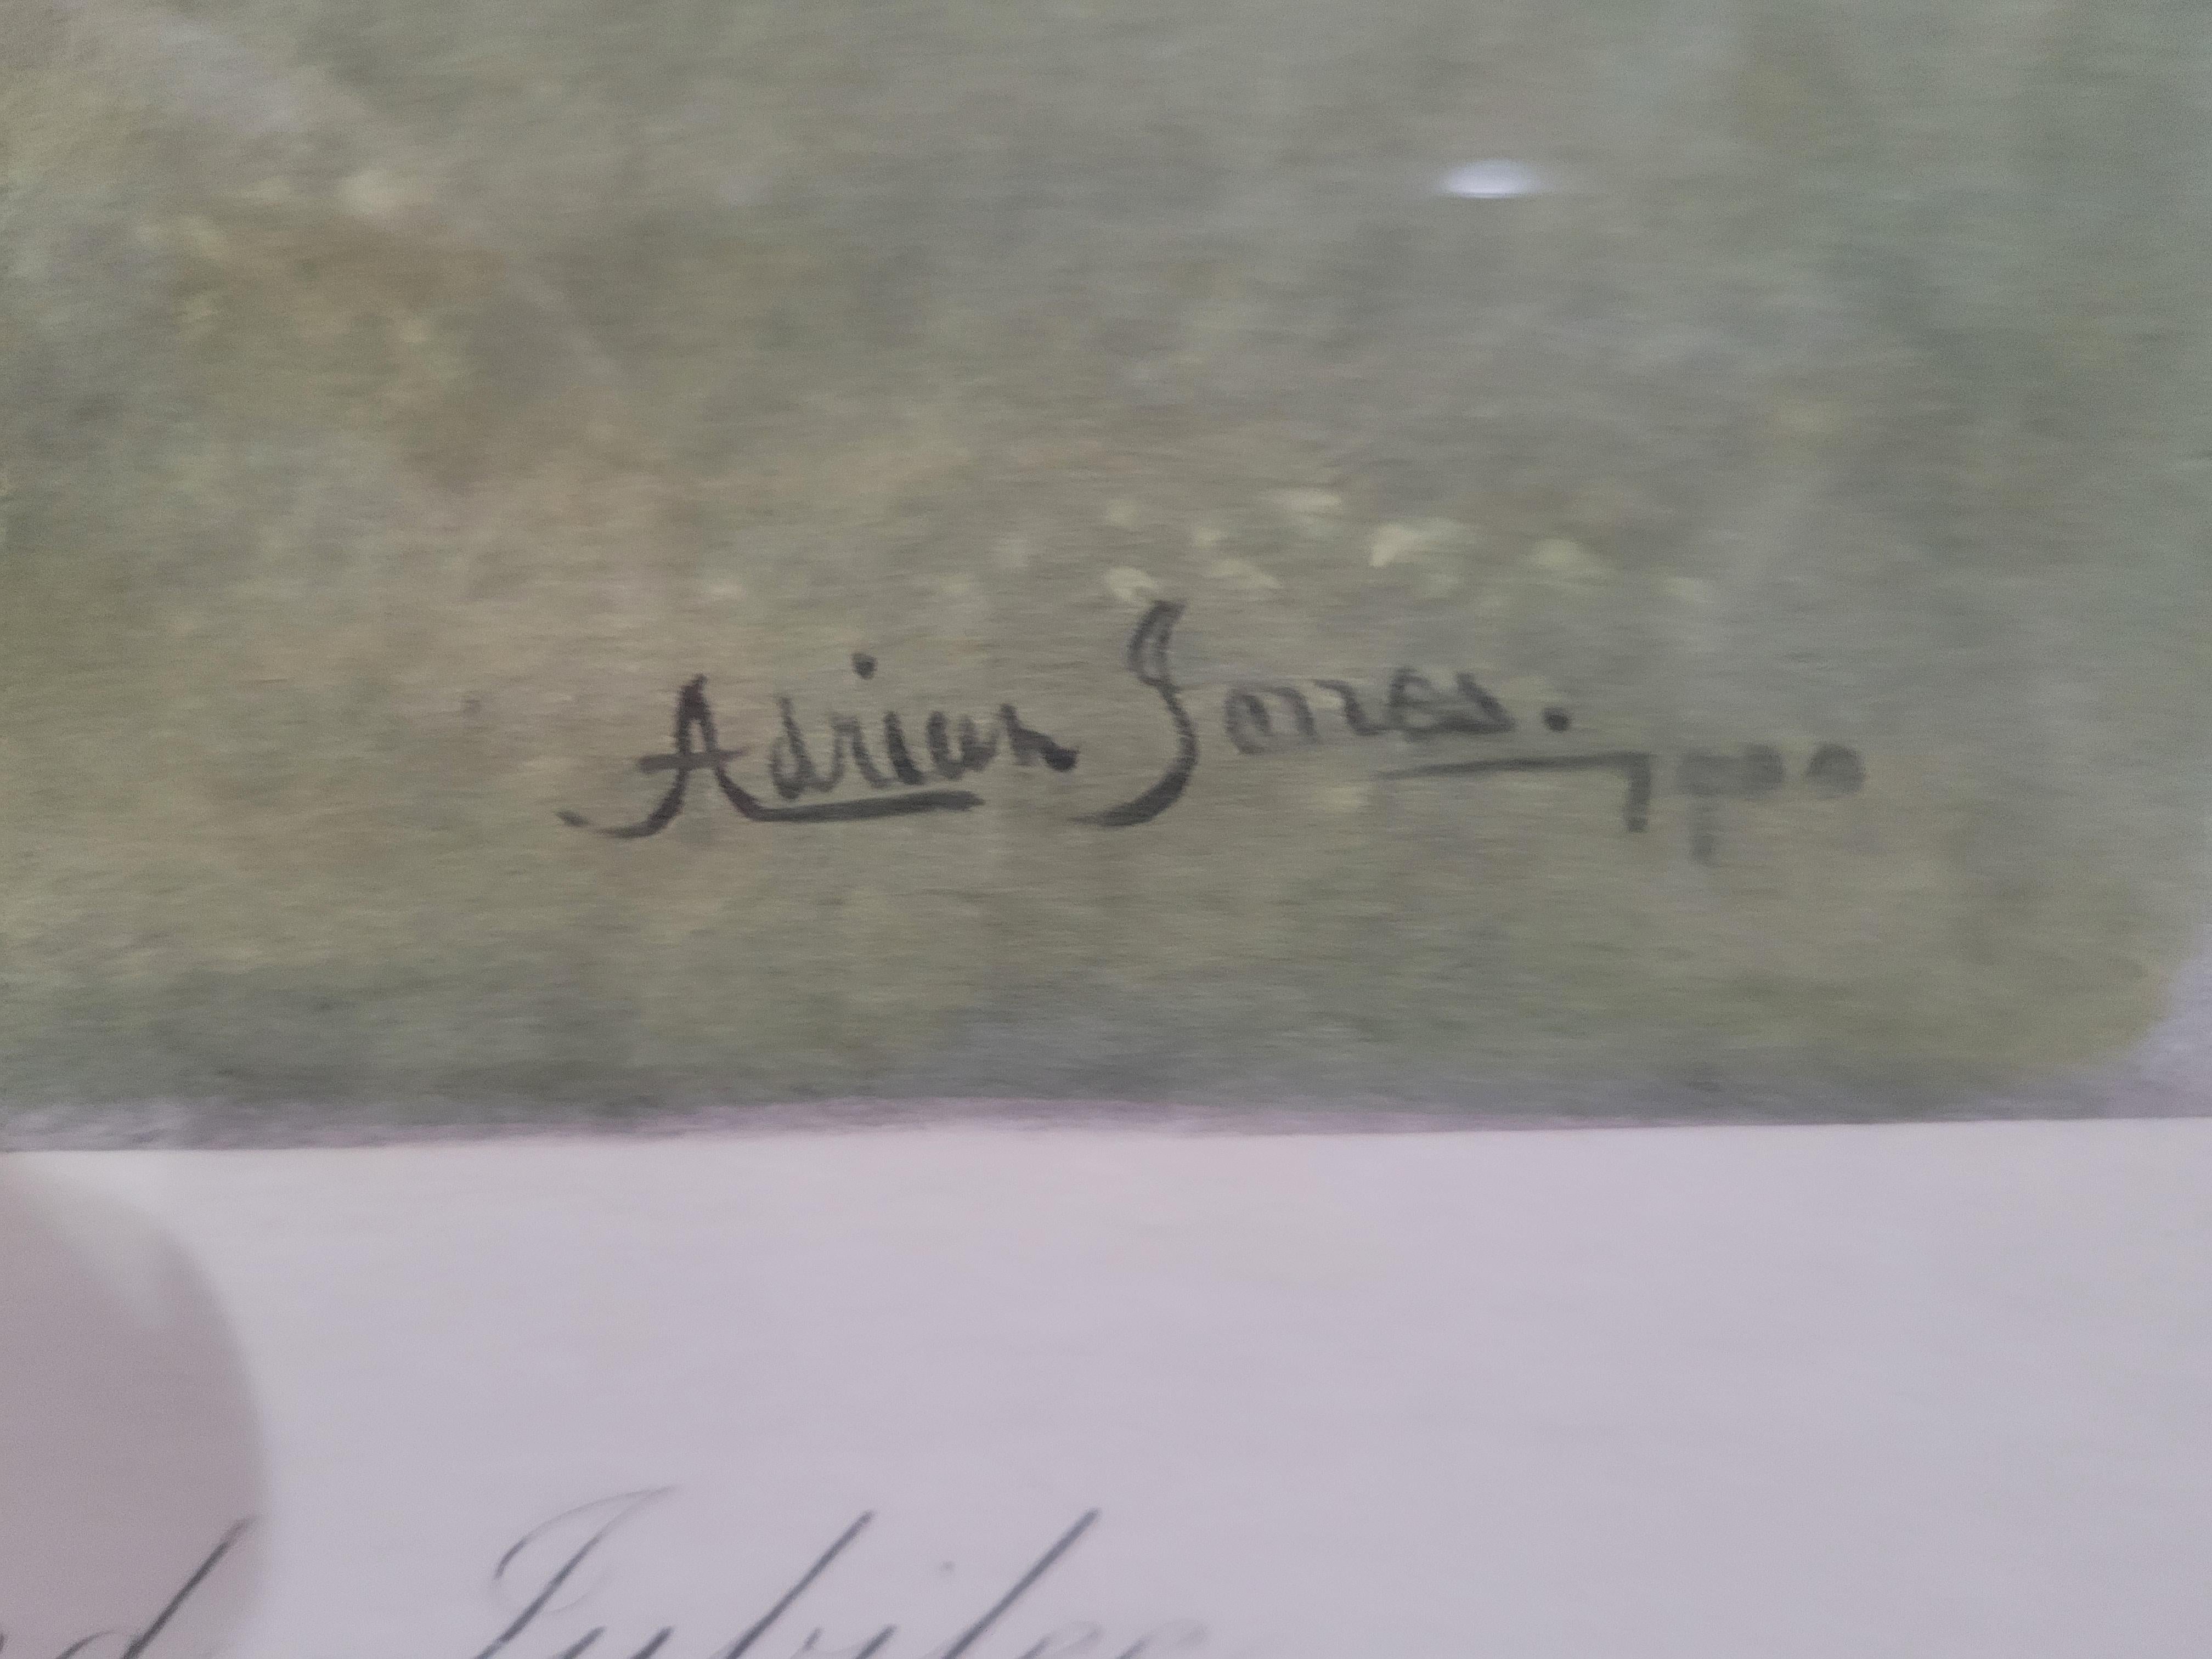 Adrian Jones.
1900
Jubilee